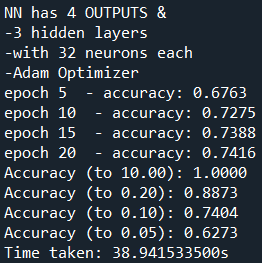 NN has 4 OUTPUTS &
-3 hidden layers
-with 32 neurons each
-Adam Optimizer
epoch 5  - accuracy: 0.6763
epoch 10  - accuracy: 0.7275
epoch 15  - accuracy: 0.7388
epoch 20  - accuracy: 0.7416
Accuracy (to 10.00): 1.0000
Accuracy (to 0.20): 0.8873
Accuracy (to 0.10): 0.7404
Accuracy (to 0.05): 0.6273
Time taken: 38.941533500s